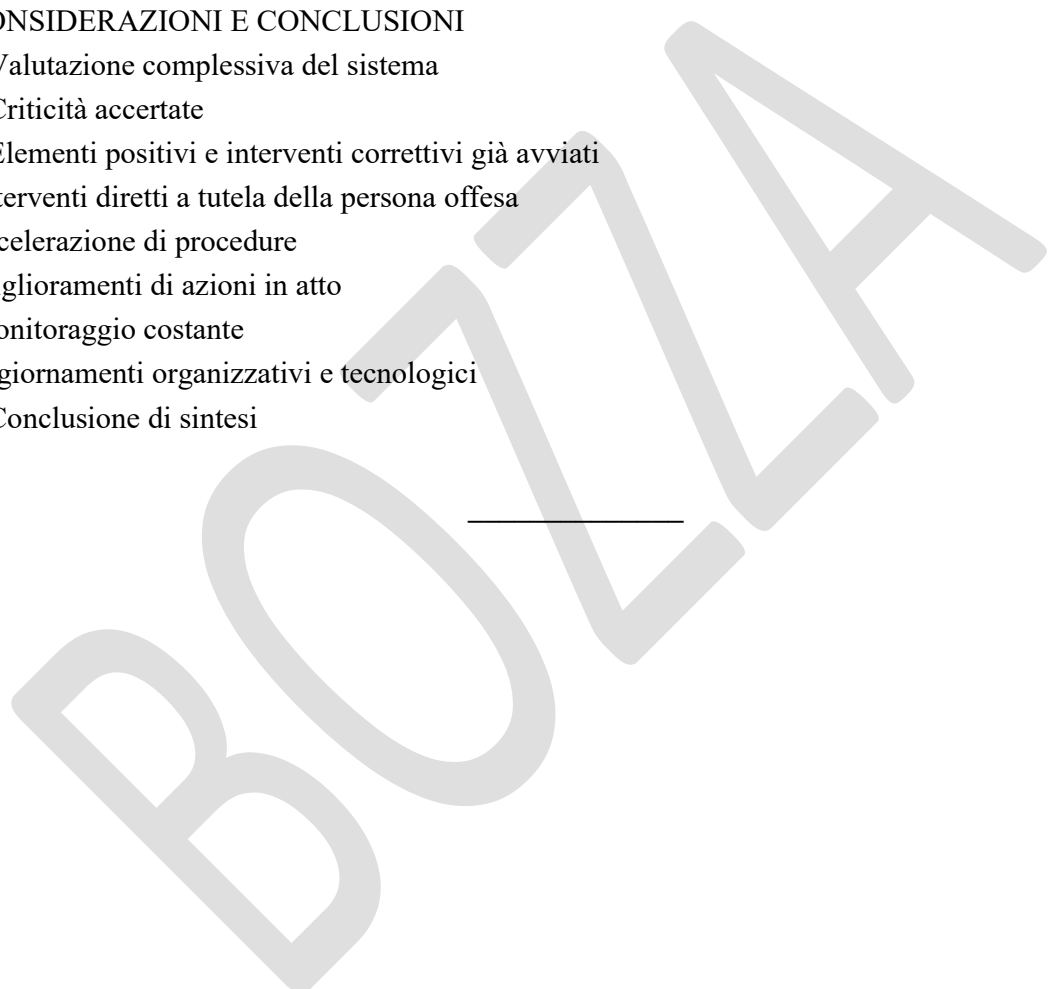 ONSIDERAZIONI E CONCLUSIONI
Valutazione complessiva del sistema
Criticità accertate
Elementi positivi e interventi correttivi già avviati
terventi diretti a tutela della persona offesa
celerazione di procedure
glioramenti di azioni in atto
onitoraggio costante
giornamenti organizzativi e tecnologici
Conclusione di sintesi
BOZZA